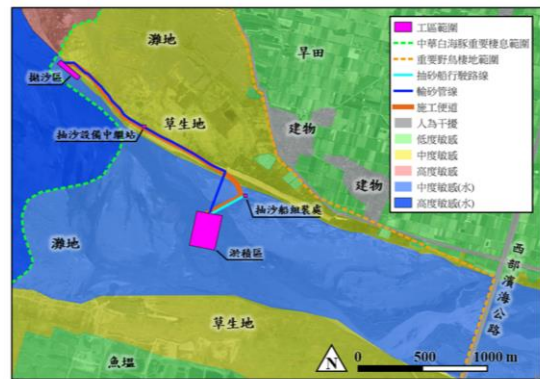 灘地
旱田
工區範圍
中華白海豚重要棲息範圍
重要野鳥棲地範圍
抽砂船行駛路線
輸砂管線
施工便道
人為干擾
低度敏感
中度敏感
高度敏感
中度敏感(水)
高度敏感(水)
拋沙區
草生地
抽沙設備中繼站
建物
建物
抽沙船組裝處
灘地
淤積區
西部濱海公路
草生地
魚塭
N
0 500 1000 m